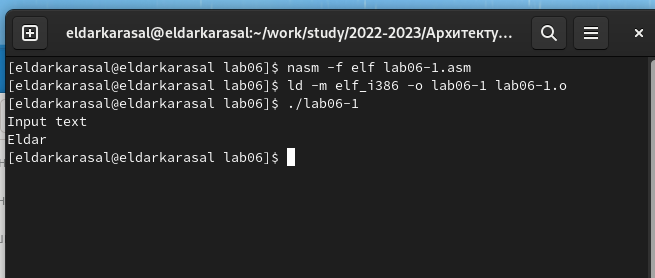 eldarkarasal@eldarkarasal:~/work/study/2022-2023/Архитекту...
[eldarkarasal@eldarkarasal lab06]$ nasm -f elf lab06-1.asm
[eldarkarasal@eldarkarasal lab06]$ ld -m elf_i386 -o lab06-1 lab06-1.o
[eldarkarasal@eldarkarasal lab06]$ ./lab06-1
Input text
Eldar
[eldarkarasal@eldarkarasal lab06]$